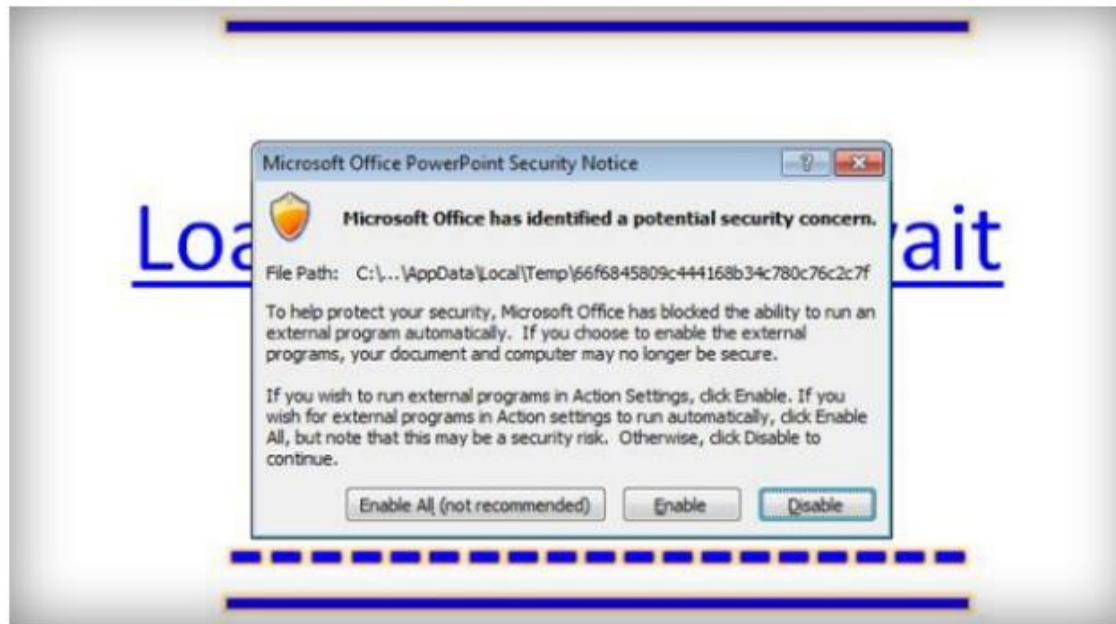 Microsoft Office PowerPoint Security Notice
Microsoft Office has identified a potential security concern.
Loa
ait
File Path: C:\...\AppData\Local\Temp\66f6845809c444168b34c780c76c2c7f
To help protect your security, Microsoft Office has blocked the ability to run an
external program automatically. If you choose to enable the external
programs, your document and computer may no longer be secure.
If you wish to run external programs in Action Settings, click Enable. If you
wish for external programs in Action settings to run automatically, click Enable
All, but note that this may be a security risk. Otherwise, click Disable to
continue.
Enable All (not recommended) Enable Disable